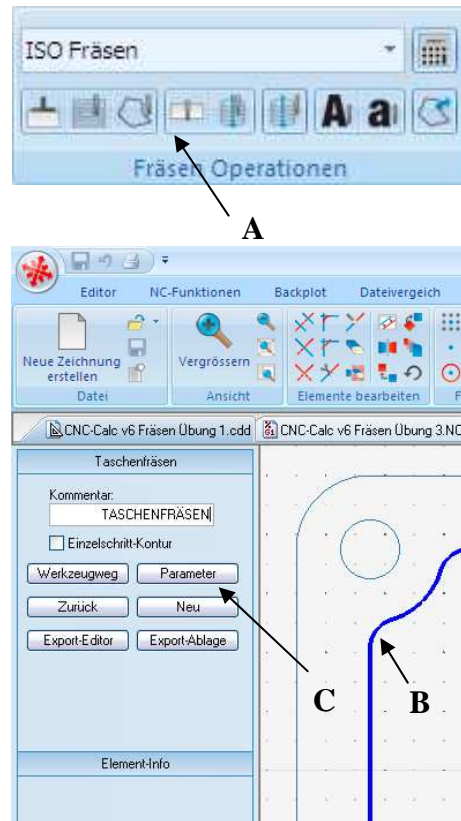 ISO Fräsen
A a
Fräsen Operationen
A
Editor NC-Funktionen Backplot Dateivergleich
Neue Zeichnung erstellen
Vergrössern
Datei Ansicht Elemente bearbeiten F
CNC-Calc v6 Fräsen Übung 1.cdd CNC-Calc v6 Fräsen Übung 3.NC
Taschenfräsen
Kommentar:
TASCHENFRÄSEN
Einzelschritt-Kontur
Werkzeugweg Parameter
Zurück Neu
Export-Editor Export-Ablage
C B
Element-Info